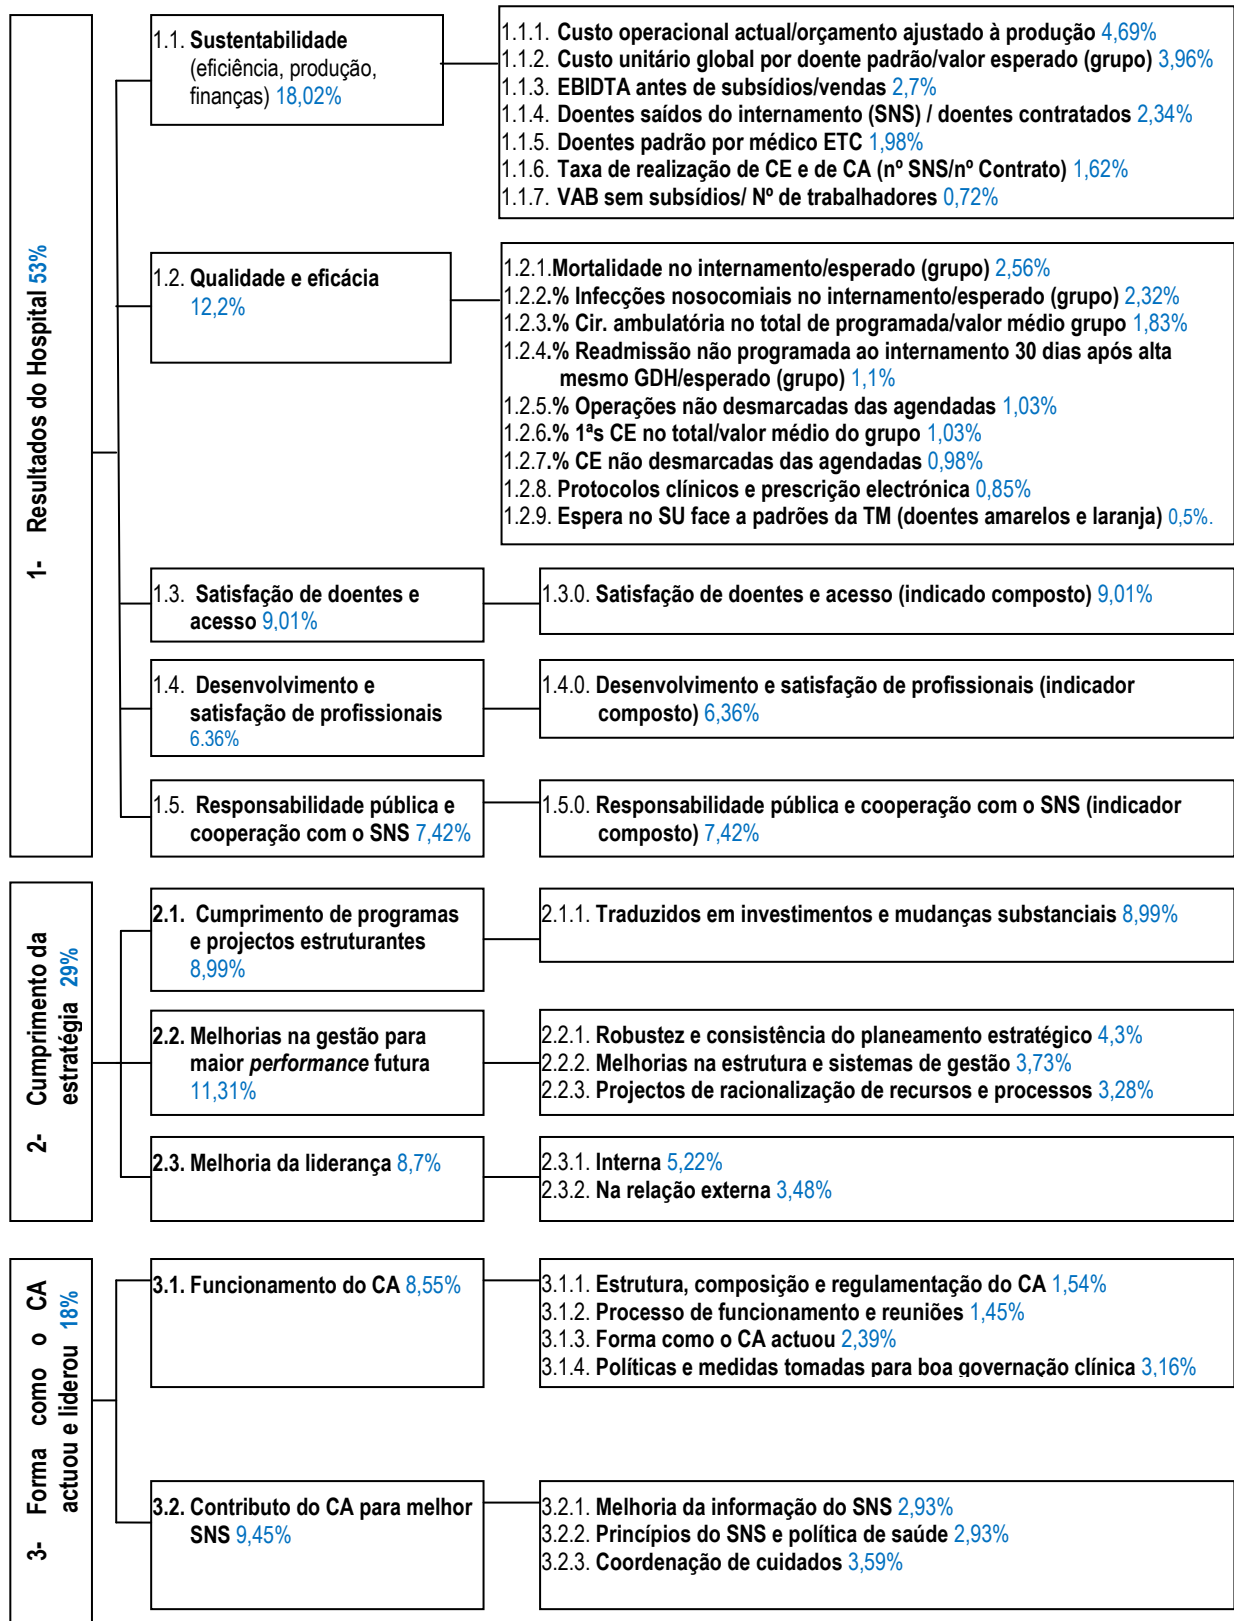 1- Resultados do Hospital 53%
1.1. Sustentabilidade
(eficiência, produção,
finanças) 18,02%
1.1.1. Custo operacional actual/orçamento ajustado à produção 4,69%
1.1.2. Custo unitário global por doente padrão/valor esperado (grupo) 3,96%
1.1.3. EBIDTA antes de subsídios/vendas 2,7%
1.1.4. Doentes saídos do internamento (SNS) / doentes contratados 2,34%
1.1.5. Doentes padrão por médico ETC 1,98%
1.1.6. Taxa de realização de CE e de CA (nº SNS/nº Contrato) 1,62%
1.1.7. VAB sem subsídios/ Nº de trabalhadores 0,72%
1.2. Qualidade e eficácia
12,2%
1.2.1.Mortalidade no internamento/esperado (grupo) 2,56%
1.2.2.% Infecções nosocomiais no internamento/esperado (grupo) 2,32%
1.2.3.% Cir. ambulatória no total de programada/valor médio grupo 1,83%
1.2.4.% Readmissão não programada ao internamento 30 dias após alta
mesmo GDH/esperado (grupo) 1,1%
1.2.5.% Operações não desmarcadas das agendadas 1,03%
1.2.6.% 1ªs CE no total/valor médio do grupo 1,03%
1.2.7.% CE não desmarcadas das agendadas 0,98%
1.2.8. Protocolos clínicos e prescrição electrónica 0,85%
1.2.9. Espera no SU face a padrões da TM (doentes amarelos e laranja) 0,5%.
1.3. Satisfação de doentes e
acesso 9,01%
1.3.0. Satisfação de doentes e acesso (indicado composto) 9,01%
1.4. Desenvolvimento e
satisfação de profissionais
6.36%
1.4.0. Desenvolvimento e satisfação de profissionais (indicador
composto) 6,36%
1.5. Responsabilidade pública e
cooperação com o SNS 7,42%
1.5.0. Responsabilidade pública e cooperação com o SNS (indicador
composto) 7,42%
2- Cumprimento da
estratégia 29%
2.1. Cumprimento de programas
e projectos estruturantes
8,99%
2.1.1. Traduzidos em investimentos e mudanças substanciais 8,99%
2.2. Melhorias na gestão para
maior performance futura
11,31%
2.2.1. Robustez e consistência do planeamento estratégico 4,3%
2.2.2. Melhorias na estrutura e sistemas de gestão 3,73%
2.2.3. Projectos de racionalização de recursos e processos 3,28%
2.3. Melhoria da liderança 8,7%
2.3.1. Interna 5,22%
2.3.2. Na relação externa 3,48%
3- Forma como o CA
actuou e liderou 18%
3.1. Funcionamento do CA 8,55%
3.1.1. Estrutura, composição e regulamentação do CA 1,54%
3.1.2. Processo de funcionamento e reuniões 1,45%
3.1.3. Forma como o CA actuou 2,39%
3.1.4. Políticas e medidas tomadas para boa governação clínica 3,16%
3.2. Contributo do CA para melhor
SNS 9,45%
3.2.1. Melhoria da informação do SNS 2,93%
3.2.2. Princípios do SNS e política de saúde 2,93%
3.2.3. Coordenação de cuidados 3,59%